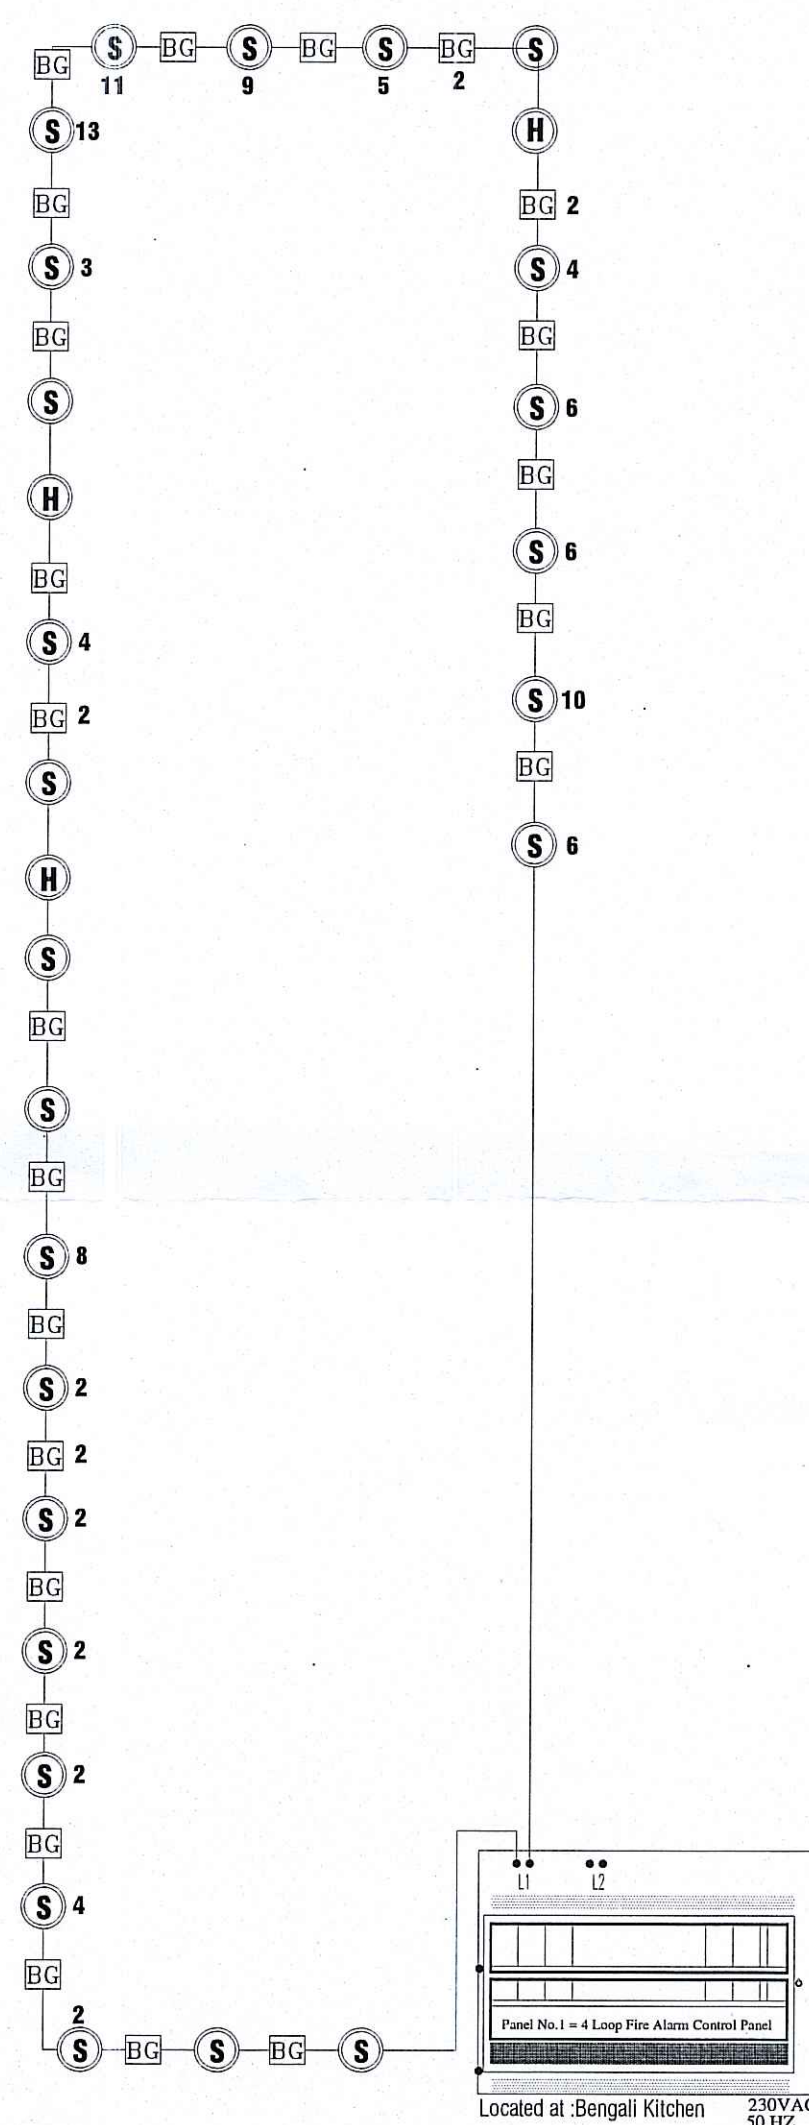 BG S BG S BG S BG S
11 9 5 2
S 13
H
BG
BG 2
S 3
S 4
BG
BG
S
S 6
BG
H
S 6
BG
BG
S 4
S 10
BG 2
BG
S
S 6
H
S
BG
S
BG
S 8
BG
S 2
BG 2
S 2
BG
S 2
BG
S 2
BG
S 4
BG
2
S BG S BG S
L1 L2
Panel No.1 = 4 Loop Fire Alarm Control Panel
Located at :Bengali Kitchen
230VAC
50 HZ